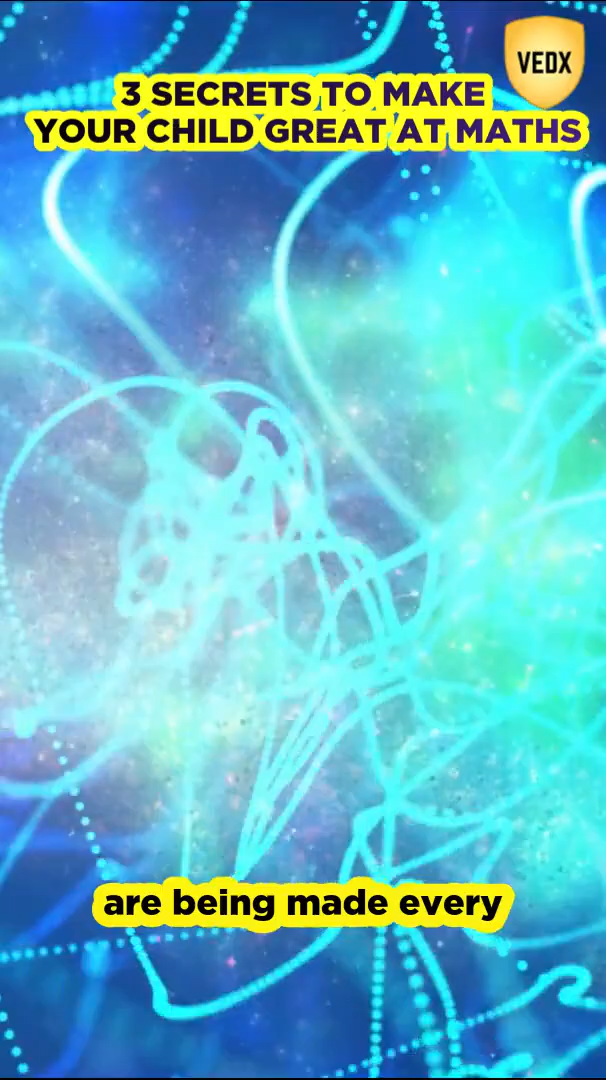 VEDX
3 SECRETS TO MAKE
YOUR CHILD GREAT AT MATHS
are being made every